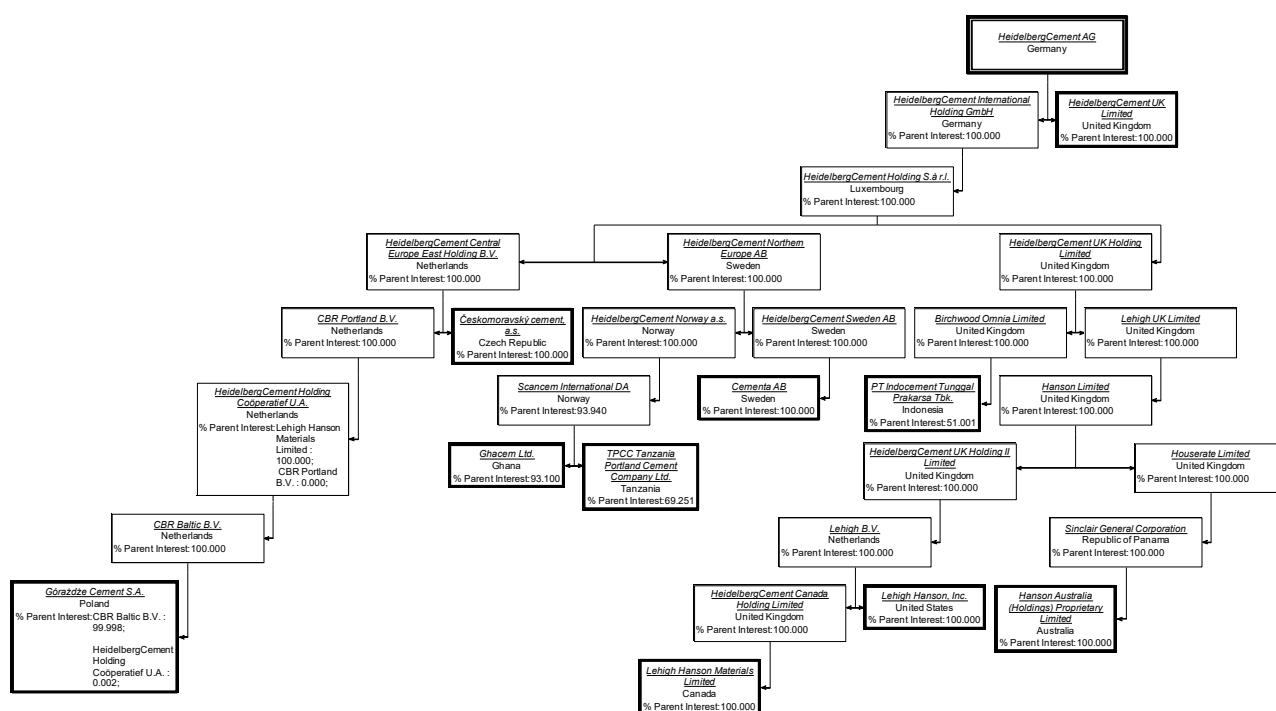 HeidelbergCement AG
Germany
HeidelbergCement International
Holding GmbH
Germany
% Parent Interest:100.000
HeidelbergCement UK
Limited
United Kingdom
% Parent Interest:100.000
HeidelbergCement Holding S.à r.l.
Luxembourg
% Parent Interest:100.000
HeidelbergCement Central
Europe East Holding B.V.
Netherlands
% Parent Interest:100.000
HeidelbergCement Northern
Europe AB
Sweden
% Parent Interest:100.000
HeidelbergCement UK Holding
Limited
United Kingdom
% Parent Interest:100.000
CBR Portland B.V.
Netherlands
% Parent Interest:100.000
Českomoravský cement,
a.s.
Czech Republic
% Parent Interest:100.000
HeidelbergCement Norway a.s.
Norway
% Parent Interest:100.000
HeidelbergCement Sweden AB
Sweden
% Parent Interest:100.000
Birchwood Omnia Limited
United Kingdom
% Parent Interest:100.000
Lehigh UK Limited
United Kingdom
% Parent Interest:100.000
HeidelbergCement Holding
Coöperatief U.A.
Netherlands
% Parent Interest:Lehigh Hanson
Materials
Limited :
100.000;
CBR Portland
B.V. : 0.000;
Scancem International DA
Norway
% Parent Interest:93.940
Cementa AB
Sweden
% Parent Interest:100.000
PT Indocement Tunggal
Prakarsa Tbk.
Indonesia
% Parent Interest:51.001
Hanson Limited
United Kingdom
% Parent Interest:100.000
Ghacem Ltd.
Ghana
% Parent Interest:93.100
TPCC Tanzania
Portland Cement
Company Ltd.
Tanzania
% Parent Interest:69.251
HeidelbergCement UK Holding II
Limited
United Kingdom
% Parent Interest:100.000
Houserate Limited
United Kingdom
% Parent Interest:100.000
CBR Baltic B.V.
Netherlands
% Parent Interest:100.000
Lehigh B.V.
Netherlands
% Parent Interest:100.000
Sinclair General Corporation
Republic of Panama
% Parent Interest:100.000
Górażdże Cement S.A.
Poland
% Parent Interest:CBR Baltic B.V. :
99.998;
HeidelbergCement
Holding
Coöperatief U.A. :
0.002;
HeidelbergCement Canada
Holding Limited
United Kingdom
% Parent Interest:100.000
Lehigh Hanson, Inc.
United States
% Parent Interest:100.000
Hanson Australia
(Holdings) Proprietary
Limited
Australia
% Parent Interest:100.000
Lehigh Hanson Materials
Limited
Canada
% Parent Interest:100.000